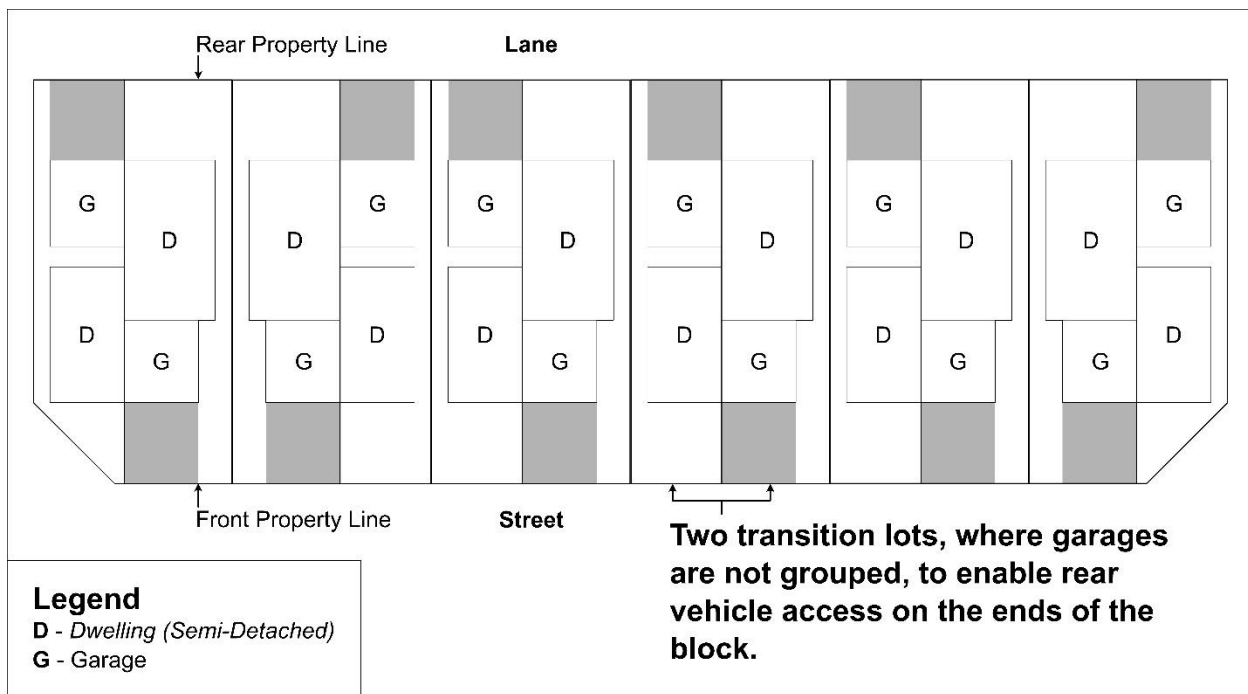 Rear Property Line
Lane
G G G G G G
D D D D D D
D D D D D D
G G G G G G
Front Property Line
Street
Two transition lots, where garages
are not grouped, to enable rear
vehicle access on the ends of the
block.
Legend
D - Dwelling (Semi-Detached)
G - Garage